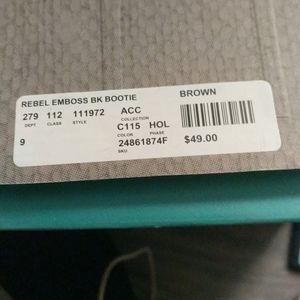 REBEL EMBOSS BK BOOTIE BROWN
279 112 111972 ACC
DEPT CLASS STYLE COLLECTION
C115 HOL
COLOR PHASE
9 24861874F $49.00
SKU